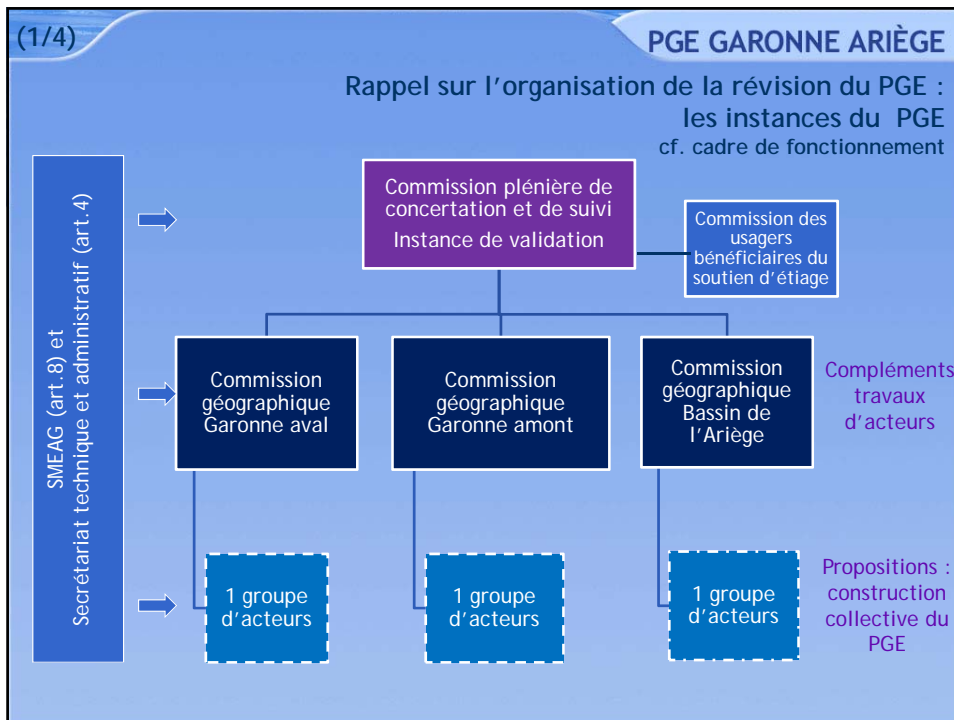 (1/4)
PGE GARONNE ARIÈGE
Rappel sur l'organisation de la révision du PGE :
les instances du PGE
cf. cadre de fonctionnement
SMEAG (art.8) et
Secrétariat technique et administratif (art.4)
Commission plénière de
concertation et de suivi
Instance de validation
Commission des
usagers
bénéficiaires du
soutien d'étiage
Commission
géographique
Garonne aval
Commission
géographique
Garonne amont
Commission
géographique
Bassin de
l'Ariège
Compléments
travaux
d'acteurs
1 groupe
d'acteurs
1 groupe
d'acteurs
1 groupe
d'acteurs
Propositions :
construction
collective du
PGE